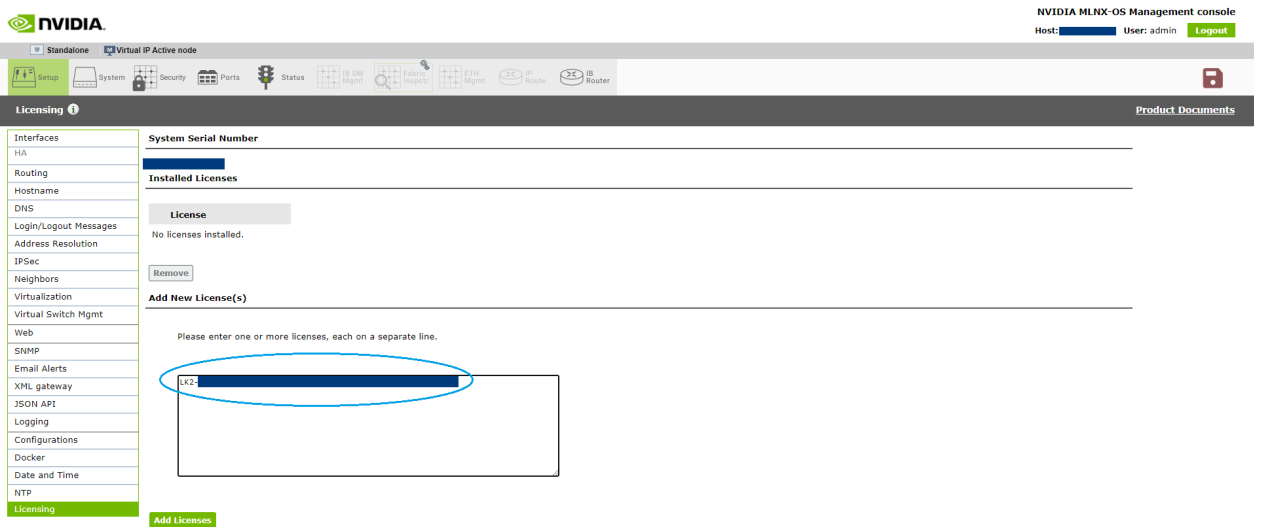 NVIDIA MLNX-OS Management console
NVIDIA.
Host: User: admin Logout
Standalone Virtual IP Active node
Setup System Security Ports Status IB SM Mgmt Fabric Inspctr ETH Mgmt IP Route IB Router
Licensing i Product Documents
Interfaces
HA
Routing
Hostname
DNS
Login/Logout Messages
Address Resolution
IPSec
Neighbors
Virtualization
Virtual Switch Mgmt
Web
SNMP
Email Alerts
XML gateway
JSON API
Logging
Configurations
Docker
Date and Time
NTP
Licensing
System Serial Number
Installed Licenses
License
No licenses installed.
Remove
Add New License(s)
Please enter one or more licenses, each on a separate line.
LK2-
Add Licenses